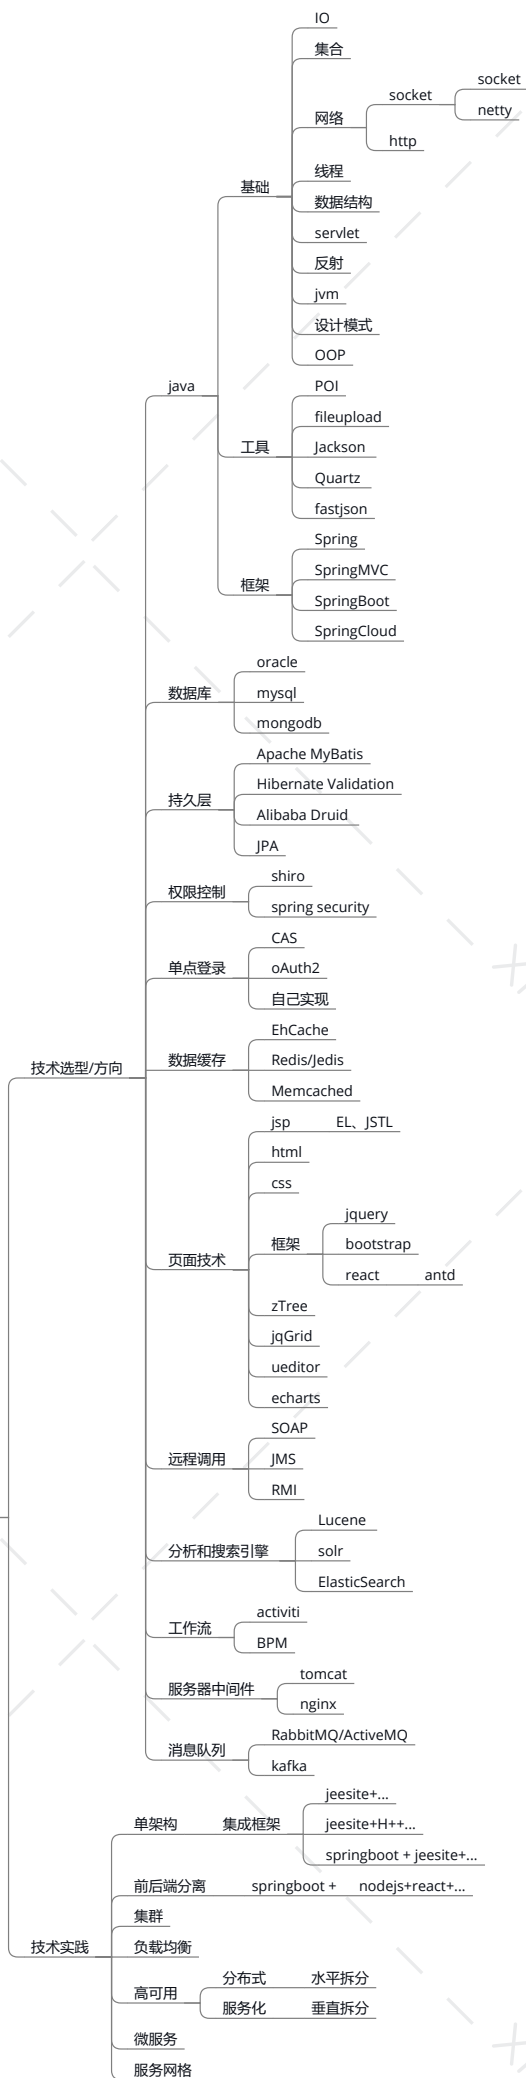 IO
集合
socket
socket
网络
netty
http
线程
基础
数据结构
servlet
反射
jvm
设计模式
OOP
java
POI
fileupload
工具
Jackson
Quartz
fastjson
Spring
SpringMVC
框架
SpringBoot
SpringCloud
oracle
数据库
mysql
mongodb
Apache MyBatis
Hibernate Validation
持久层
Alibaba Druid
JPA
shiro
权限控制
spring security
CAS
单点登录
oAuth2
自己实现
EhCache
数据缓存
Redis/Jedis
技术选型/方向
Memcached
jsp
EL、JSTL
html
css
jquery
框架
bootstrap
页面技术
react
antd
zTree
jqGrid
ueditor
echarts
SOAP
远程调用
JMS
RMI
Lucene
分析和搜索引擎
solr
ElasticSearch
activiti
工作流
BPM
tomcat
服务器中间件
nginx
RabbitMQ/ActiveMQ
消息队列
kafka
jeesite+...
单架构
集成框架
jeesite+H++...
springboot + jeesite+...
前后端分离
springboot +
nodejs+react+...
集群
技术实践
负载均衡
分布式
水平拆分
高可用
服务化
垂直拆分
微服务
服务网格